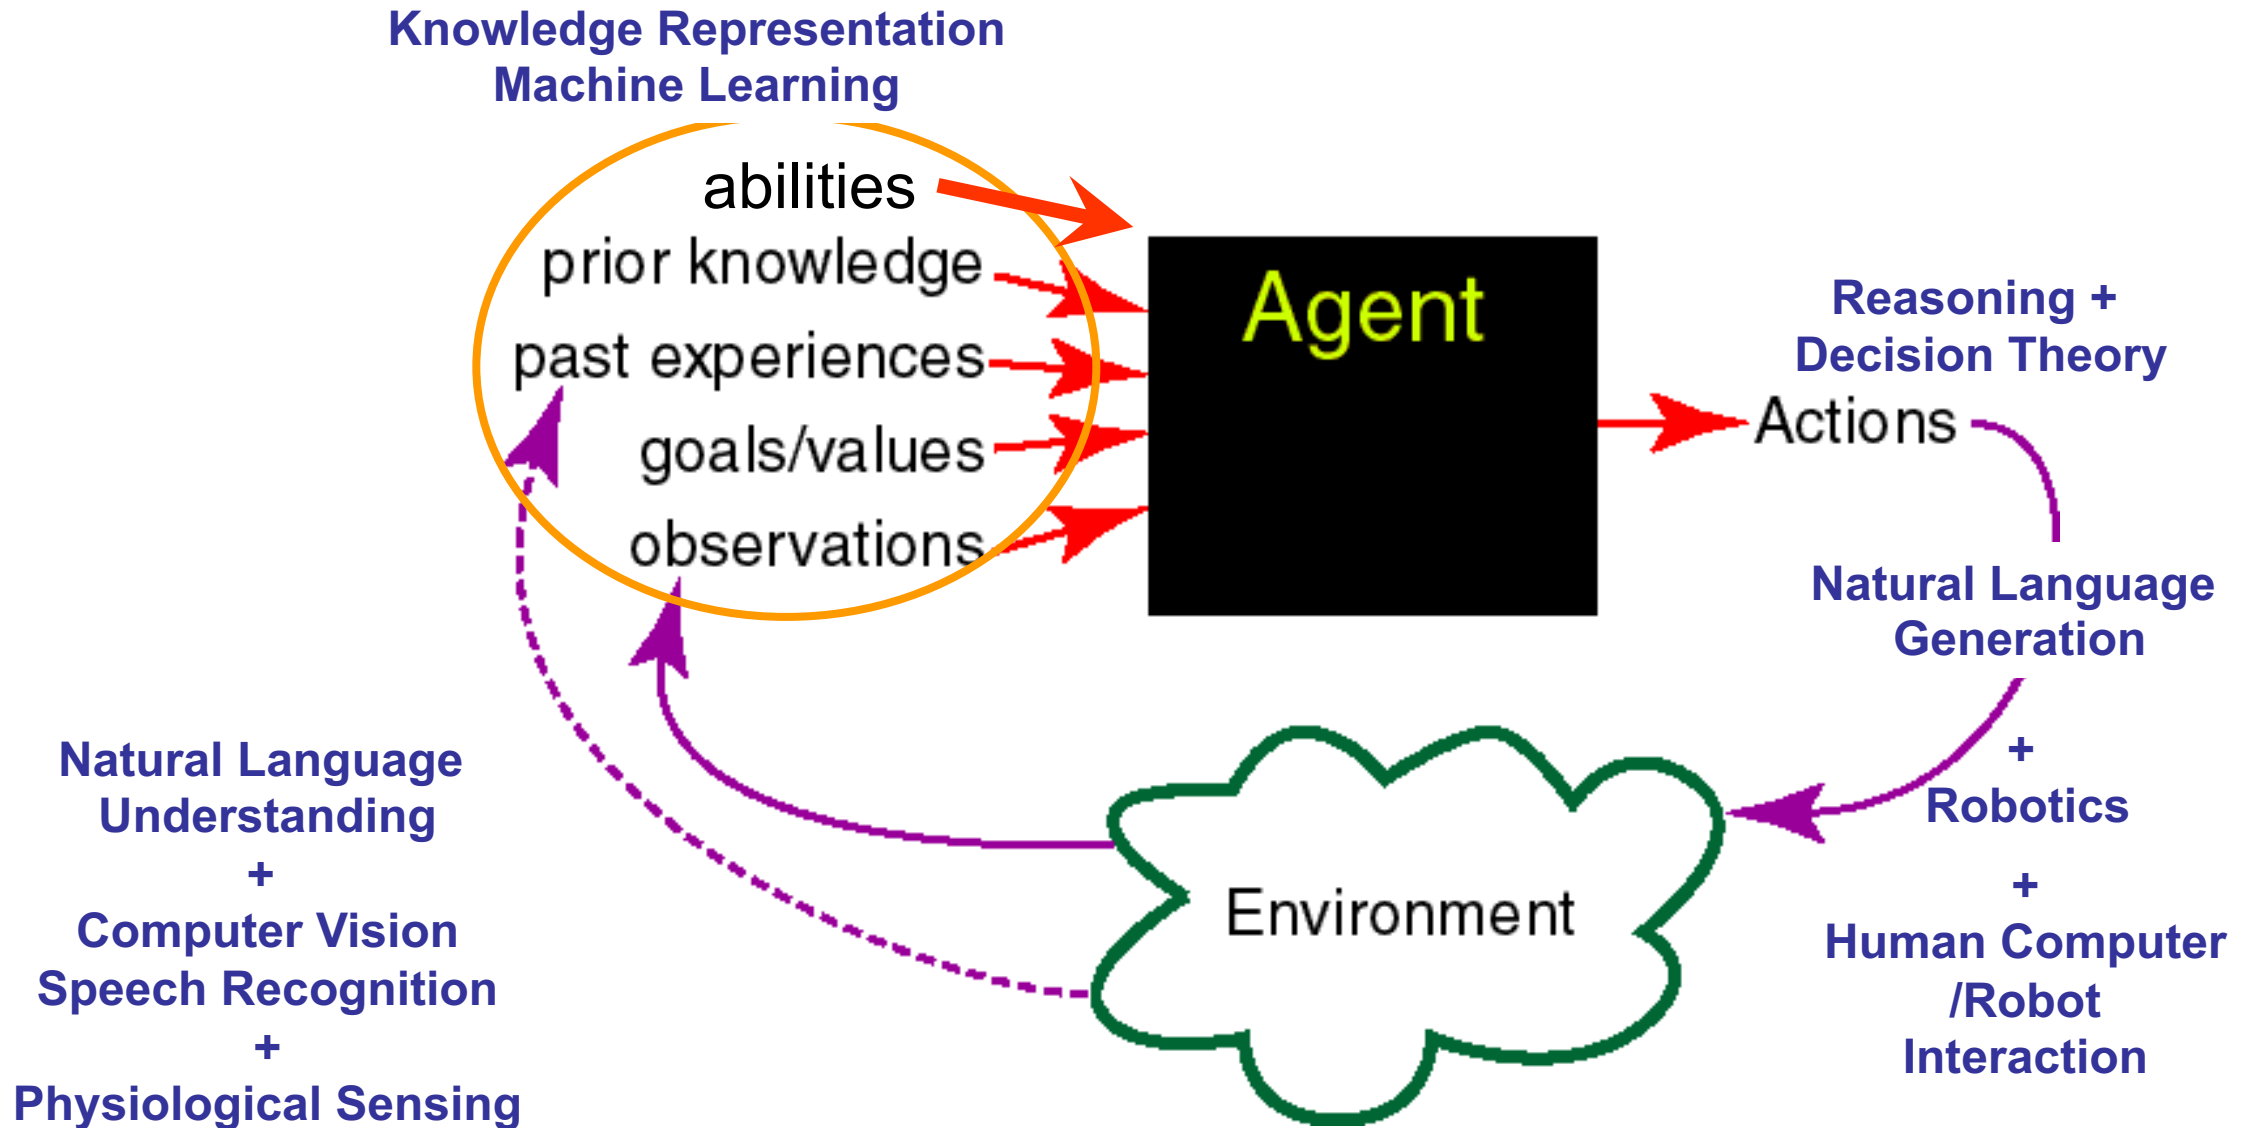 Knowledge Representation
Machine Learning
abilities
prior knowledge
past experiences
goals/values
observations
Agent
Reasoning +
Decision Theory
Actions
Natural Language
Generation
+
Robotics
+
Human Computer
/Robot
Interaction
Environment
Natural Language
Understanding
+
Computer Vision
Speech Recognition
+
Physiological Sensing